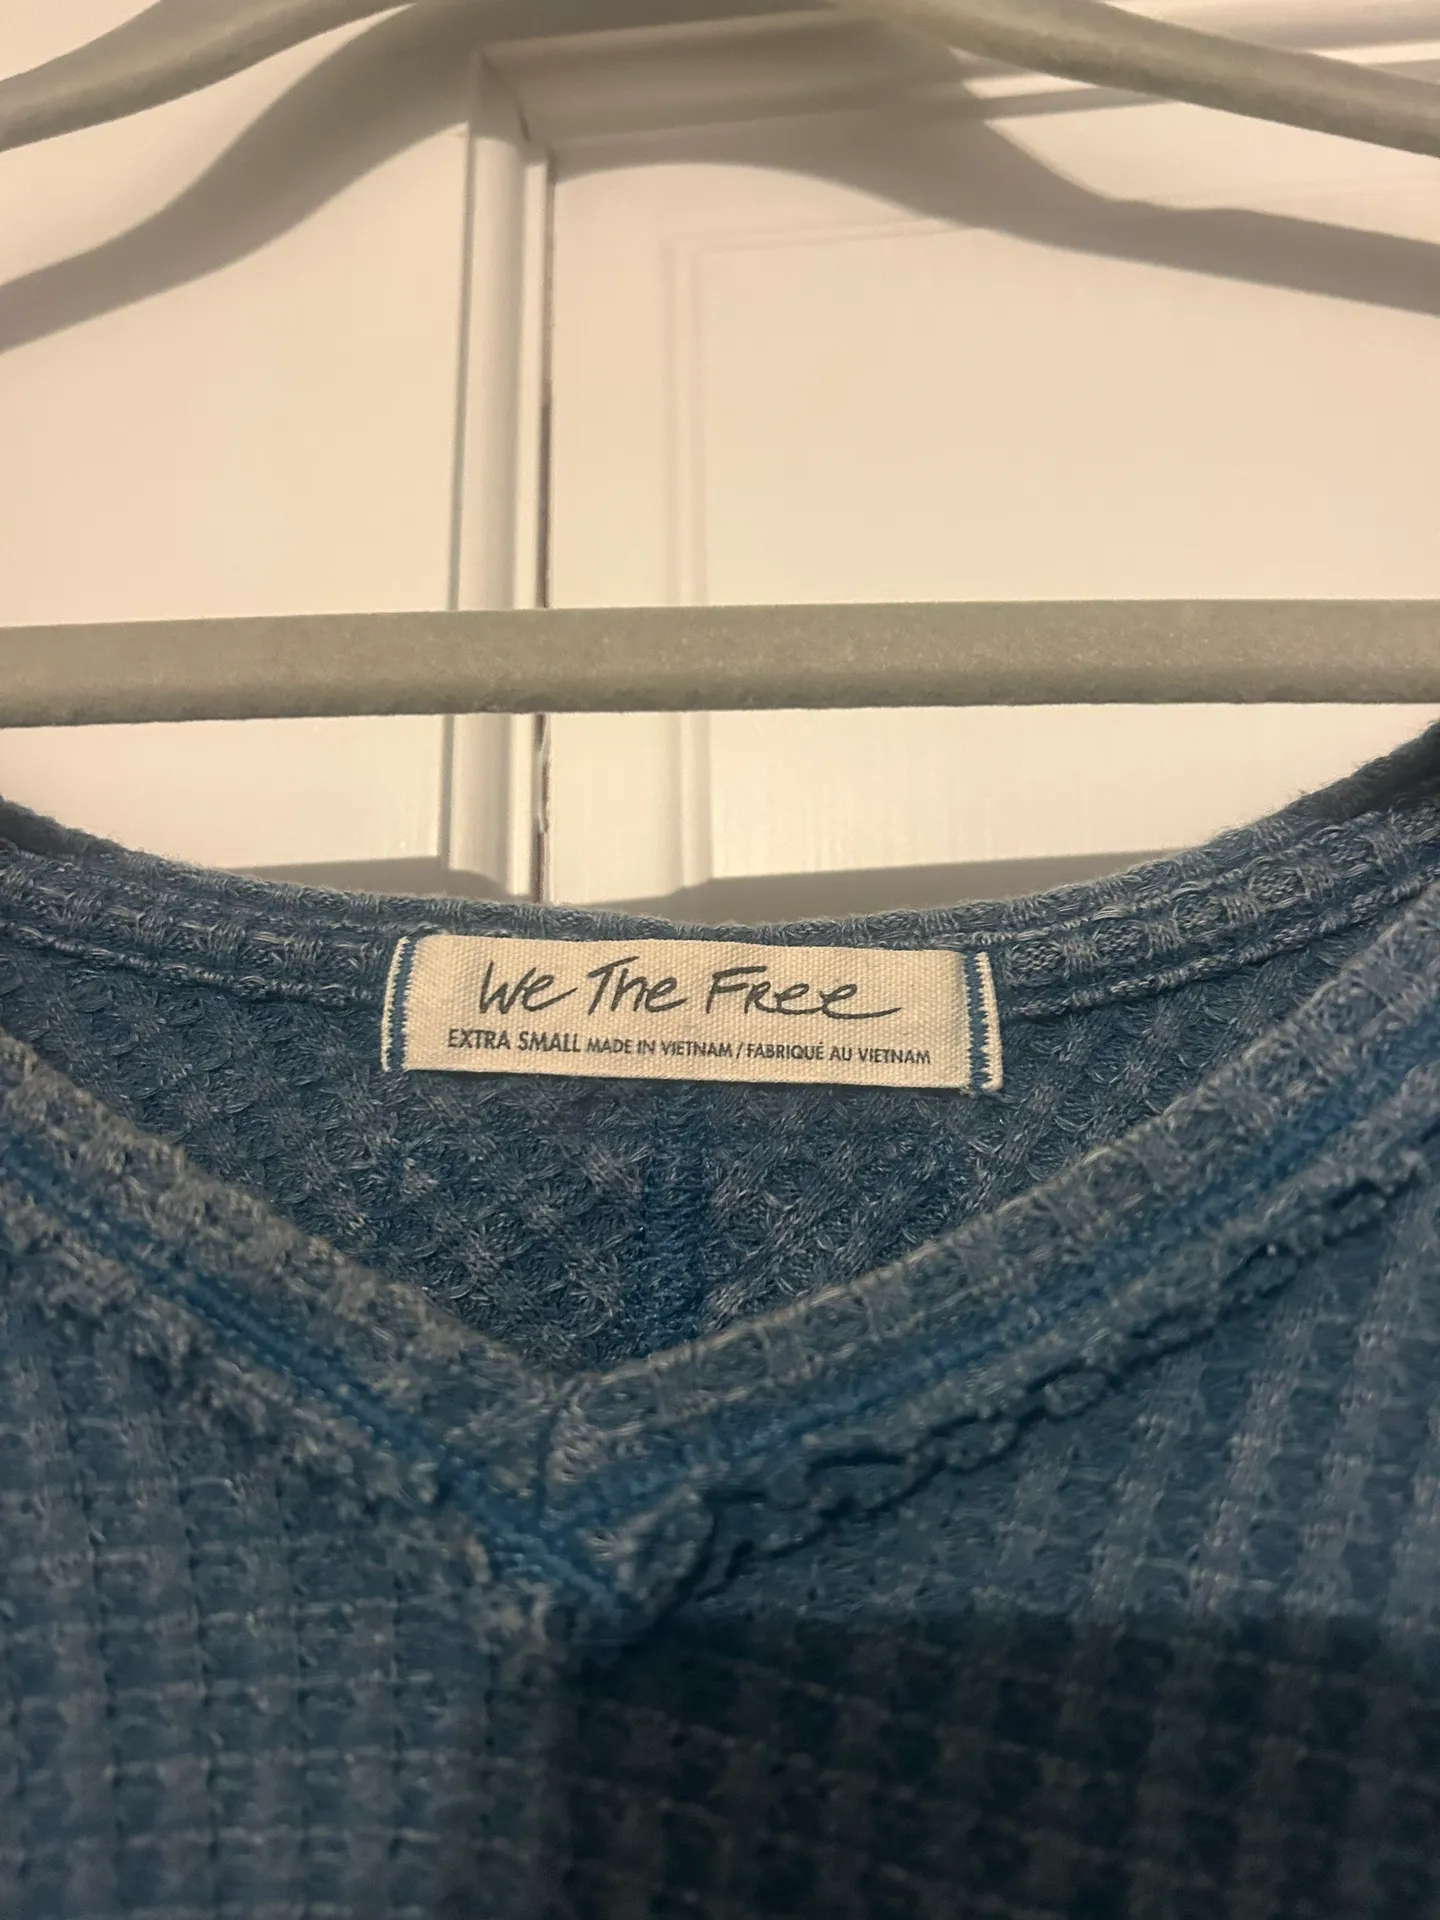 We The Free
EXTRA SMALL MADE IN VIETNAM / FABRIQUÉ AU VIETNAM